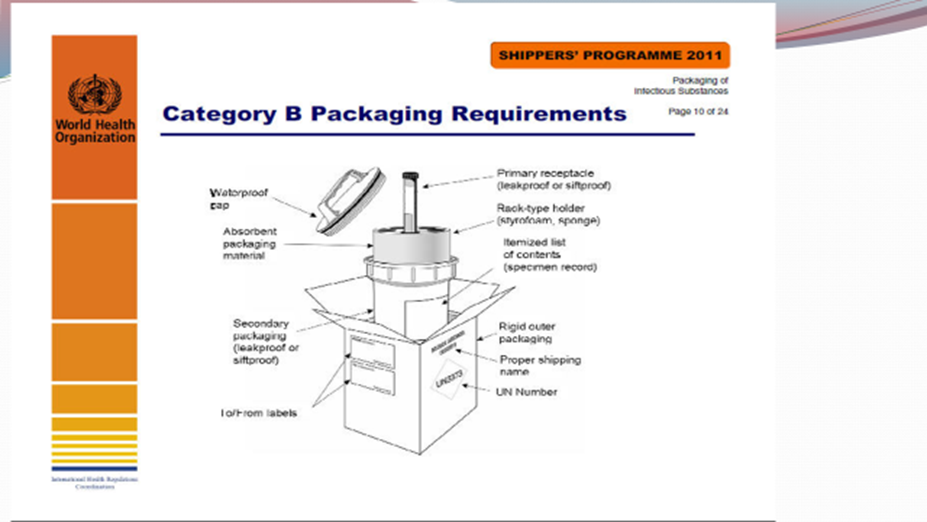 SHIPPERS' PROGRAMME 2011
Packaging of
Infectious Substances
Page 10 of 24
World Health
Organization
Category B Packaging Requirements
Waterproof
cap
Absorbent
packaging
material
Secondary
packaging
(leakproof or
siftproof)
To/From labels
Primary receptacle
(leakproof or siftproof)
Rack-type holder
(styrofoam, sponge)
Itemized list
of contents
(specimen record)
Rigid outer
packaging
Proper shipping
name
UN Number
UN3373
International Health Regulations
Coordination